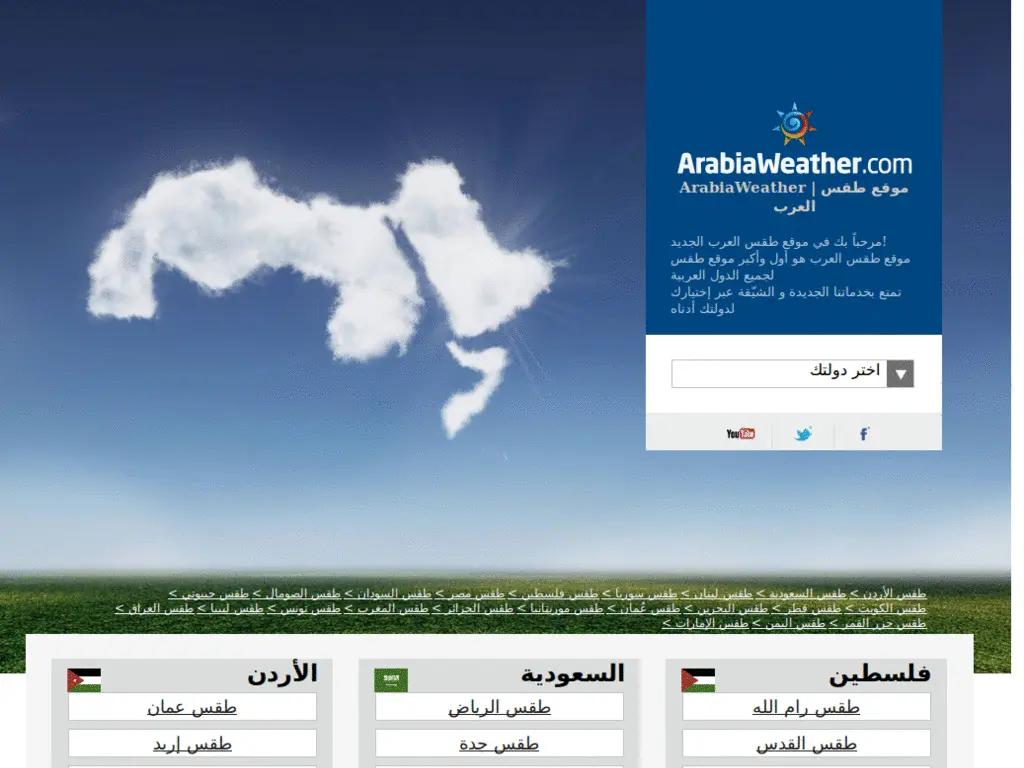 ArabiaWeather.com
ArabiaWeather | موقع طقس
العرب
مرحباً بك في موقع طقس العرب الجديد!
موقع طقس العرب هو أول وأكبر موقع طقس
لجميع الدول العربية
تمتع بخدماتنا الجديدة و الشيّقة عبر إختيارك
لدولتك أدناه
اختر دولتك
YouTube
طقس الأردن > طقس السعودية > طقس لبنان > طقس سوريا > طقس فلسطين > طقس مصر > طقس السودان > طقس الصومال > طقس جيبوتي >
طقس الكويت > طقس قطر > طقس البحرين > طقس عُمان > طقس موريتانيا > طقس الجزائر > طقس المغرب > طقس تونس > طقس ليبيا > طقس العراق >
طقس جزر القمر > طقس اليمن > طقس الإمارات >
فلسطين
طقس رام الله
طقس القدس
السعودية
طقس الرياض
طقس جدة
الأردن
طقس عمان
طقس إربد